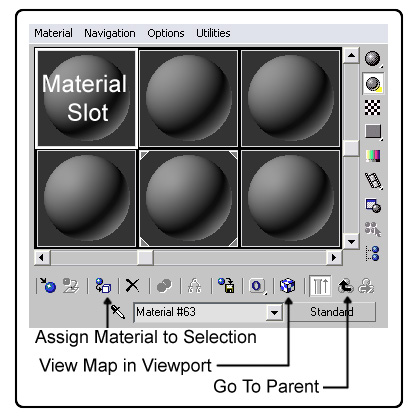 Material Navigation Options Utilities
Material
Slot
Material #63 Standard
Assign Material to Selection
View Map in Viewport
Go To Parent